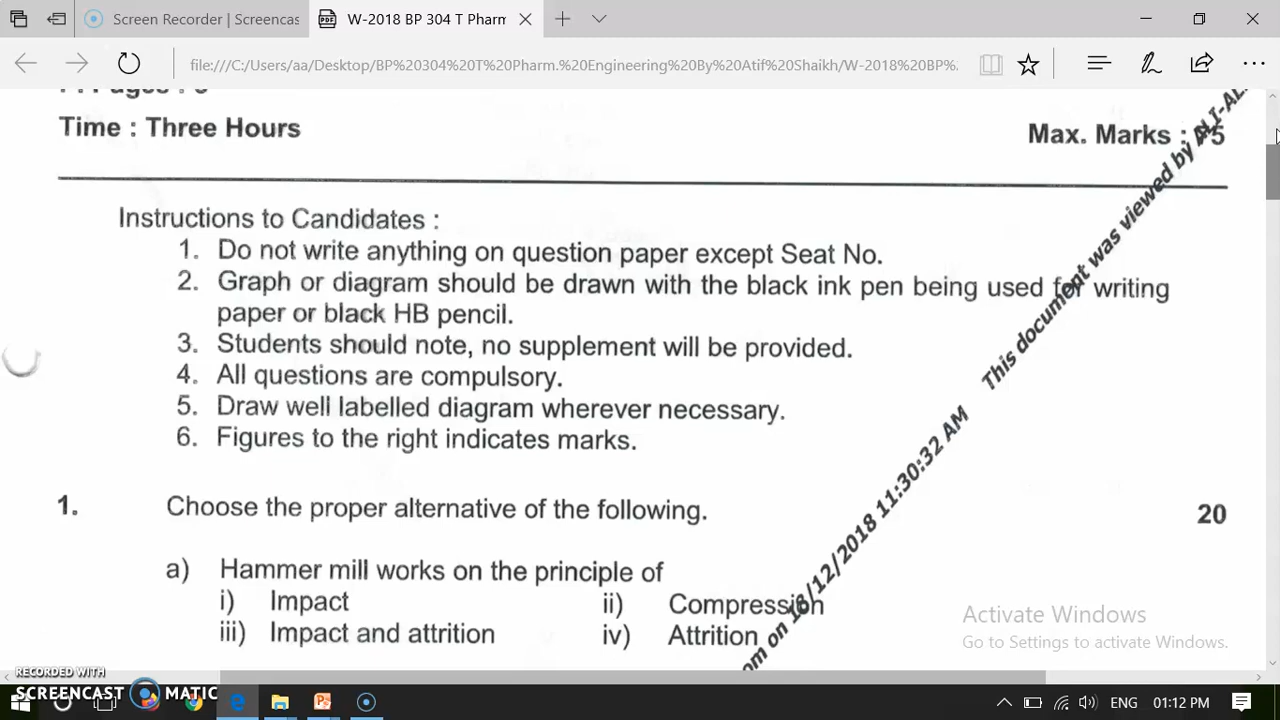 Screen Recorder | Screencas
W-2018 BP 304 T Pharm
file:///C:/Users/aa/Desktop/BP%20304%20T%20Pharm.%20Engineering%20By%20Atif%20Shaikh/W-2018%20BP%.
Time : Three Hours
Max. Marks : 75
Instructions to Candidates :
1. Do not write anything on question paper except Seat No.
2. Graph or diagram should be drawn with the black ink pen being used for writing
paper or black HB pencil.
3. Students should note, no supplement will be provided.
4. All questions are compulsory.
5. Draw well labelled diagram wherever necessary.
6. Figures to the right indicates marks.
1. Choose the proper alternative of the following. 20
a) Hammer mill works on the principle of
i) Impact ii) Compression
iii) Impact and attrition iv) Attrition
This document was viewed by
on 18/12/2018 11:30:32 AM
Activate Windows
Go to Settings to activate Windows.
RECORDED WITH
SCREENCAST MATIC
ENG 01:12 PM